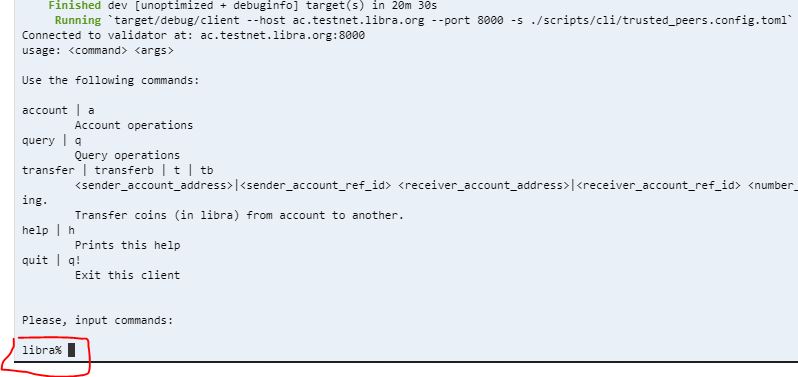 Finished dev [unoptimized + debuginfo] target(s) in 20m 30s
Running `target/debug/client --host ac.testnet.libra.org --port 8000 -s ./scripts/cli/trusted_peers.config.toml`
Connected to validator at: ac.testnet.libra.org:8000
usage: <command> <args>
Use the following commands:
account | a
Account operations
query | q
Query operations
transfer | transferb | t | tb
<sender_account_address>|<sender_account_ref_id> <receiver_account_address>|<receiver_account_ref_id> <number_
ing.
Transfer coins (in libra) from account to another.
help | h
Prints this help
quit | q!
Exit this client
Please, input commands:
libra%